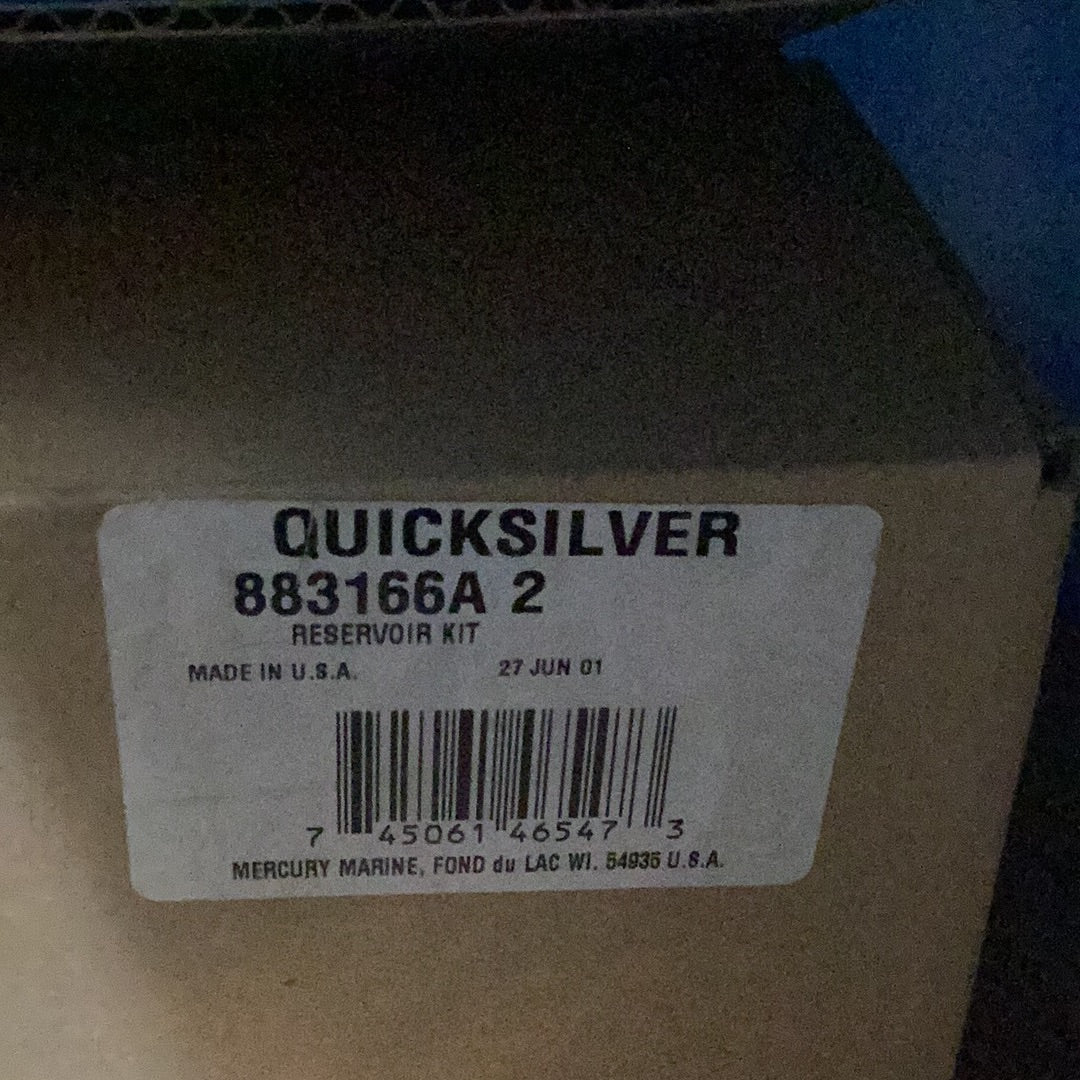 QUICKSILVER
883166A 2
RESERVOIR KIT
MADE IN U.S.A. 27 JUN 01
7 45061 46547 3
MERCURY MARINE, FOND du LAC WI. 54935 U.S.A.